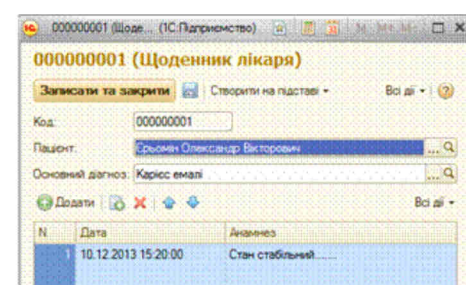 000000001 (Щоде... (1С:Підприємство)
M M+ M-
000000001 (Щоденник лікаря)
Записати та закрити Створити на підставі Всі дії
Код: 000000001
Пацієнт: Єрьомін Олександр Вікторович ...
Основний діагноз: Карієс емалі ...
Додати Всі дії
N Дата Анамнез
1 10.12.2013 15:20:00 Стан стабільний......